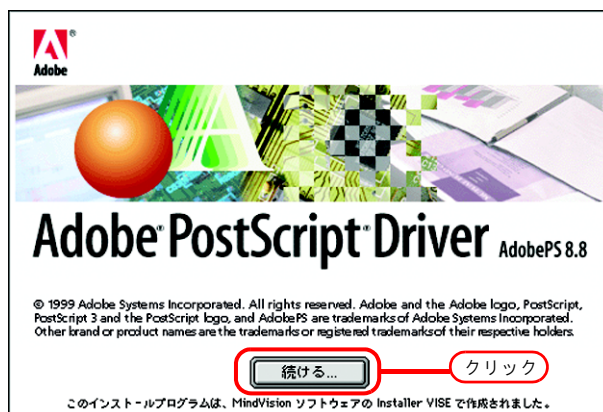 Adobe
Adobe® PostScript® Driver AdobePS 8.8
© 1999 Adobe Systems Incorporated. All rights reserved. Adobe and the Adobe logo, PostScript,
PostScript 3 and the PostScript logo, and AdobePS are trademarks of Adobe Systems Incorporated.
Other brand or product names are the trademarks or registered trademarks of their respective holders.
続ける...
クリック
このインストールプログラムは、MindVision ソフトウェアの Installer VISE で作成されました。